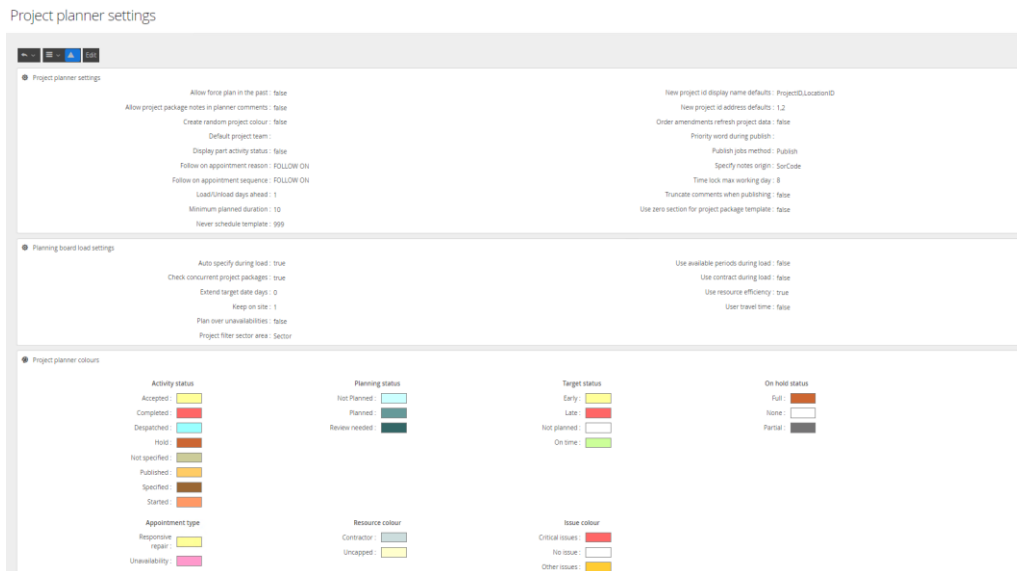 Project planner settings
Edit
Project planner settings
Allow force plan in the past : false
Allow project package notes in planner comments : false
Create random project colour : false
Default project team :
Display part activity status : false
Follow on appointment reason : FOLLOW ON
Follow on appointment sequence : FOLLOW ON
Load/Unload days ahead : 1
Minimum planned duration : 10
Never schedule template : 999
New project id display name defaults : ProjectID,LocationID
New project id address defaults : 1,2
Order amendments refresh project data : false
Priority word during publish :
Publish jobs method : Publish
Specify notes origin : SorCode
Time lock max working day : 8
Truncate comments when publishing : false
Use zero section for project package template : false
Planning board load settings
Auto specify during load : true
Check concurrent project packages : true
Extend target date days : 0
Keep on site : 1
Plan over unavailabilities : false
Project filter sector area : Sector
Use available periods during load : false
Use contract during load : false
Use resource efficiency : true
User travel time : false
Project planner colours
Activity status
Accepted :
Completed :
Despatched :
Hold :
Not specified :
Published :
Specified :
Started :
Planning status
Not Planned :
Planned :
Review needed :
Target status
Early :
Late :
Not planned :
On time :
On hold status
Full :
None :
Partial :
Appointment type
Responsive
repair :
Unavailability :
Resource colour
Contractor :
Uncapped :
Issue colour
Critical issues :
No issue :
Other issues :